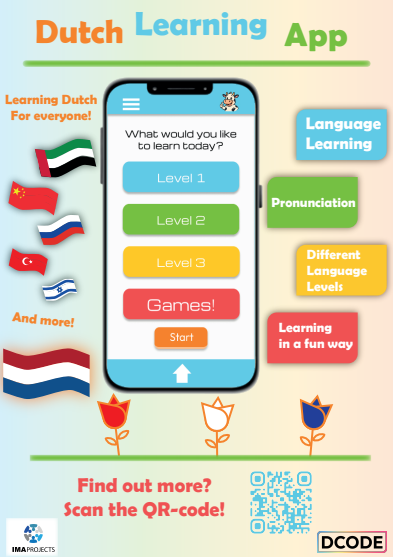 Dutch Learning App
Learning Dutch
For everyone!
What would you like
to learn today?
Level 1
Level 2
Level 3
Games!
Start
And more!
Language
Learning
Pronunciation
Different
Language
Levels
Learning
in a fun way
Find out more?
Scan the QR-code!
IMAPROJECTS
DCODE